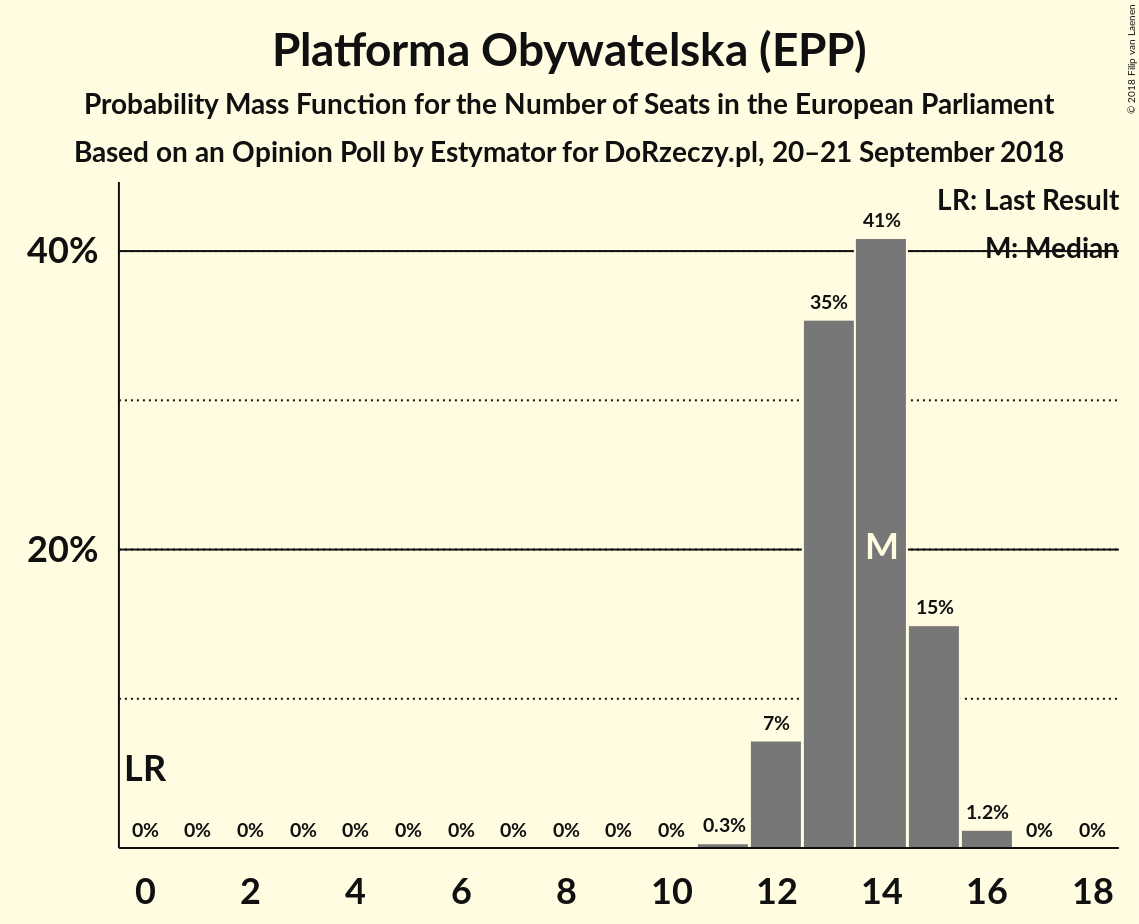 Platforma Obywatelska (EPP)
Probability Mass Function for the Number of Seats in the European Parliament
Based on an Opinion Poll by Estymator for DoRzeczy.pl, 20–21 September 2018
© 2018 Filip van Laenen
LR: Last Result
M: Median
40%
20%
41%
35%
M
15%
7%
LR
0% 0% 0% 0% 0% 0% 0% 0% 0% 0% 0% 0.3% 1.2% 0% 0%
0 2 4 6 8 10 12 14 16 18